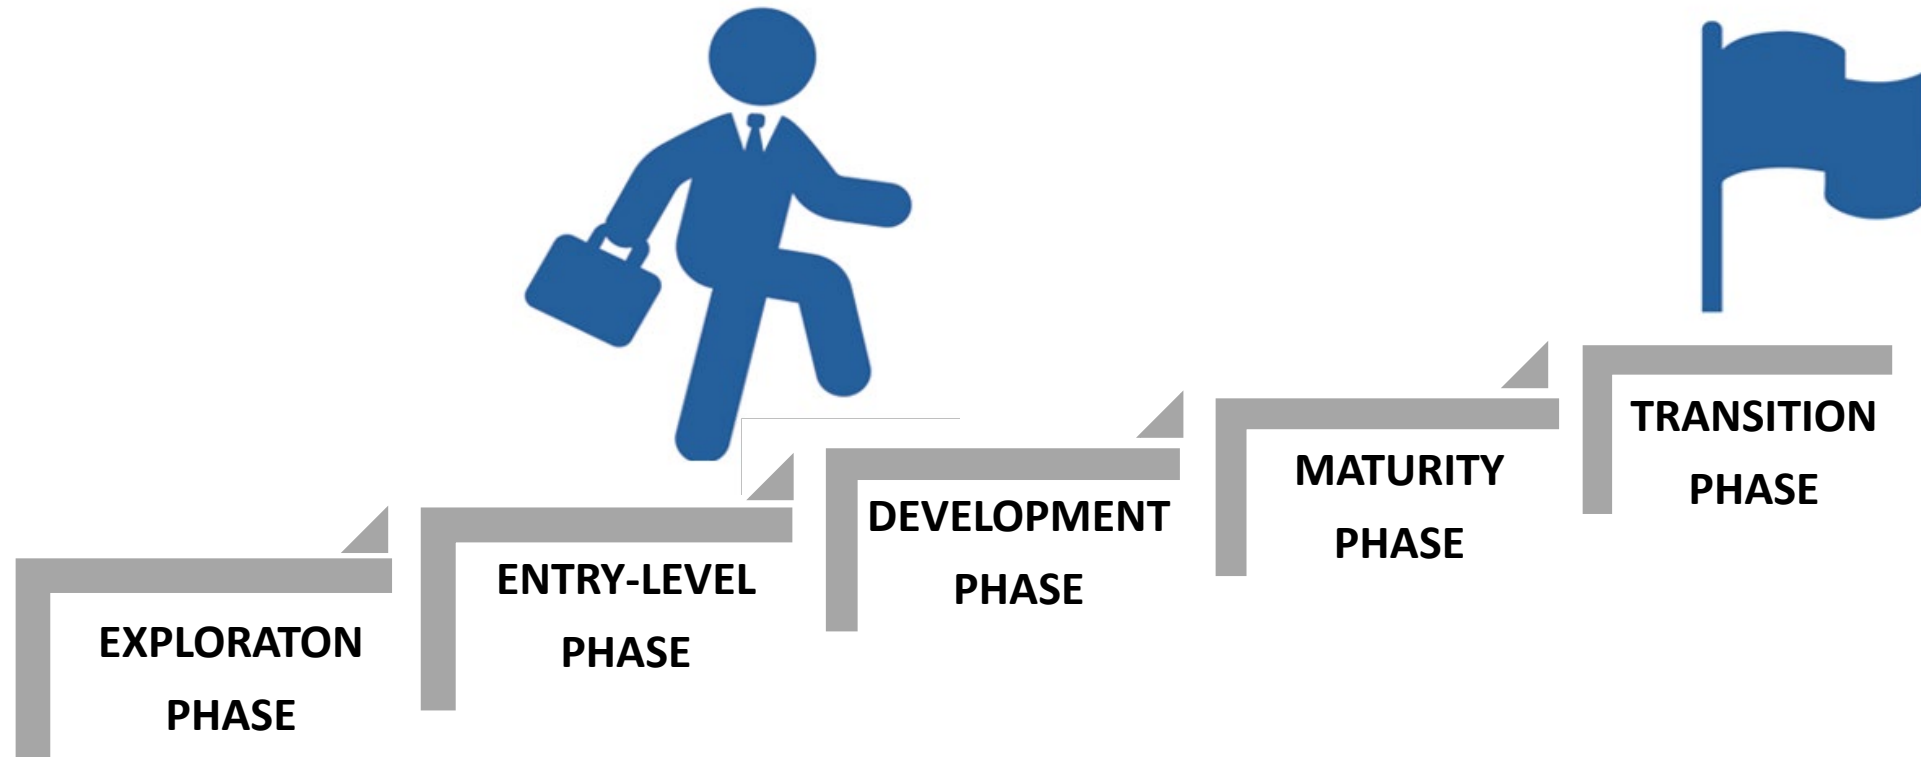 EXPLORATON
PHASE
ENTRY-LEVEL
PHASE
DEVELOPMENT
PHASE
MATURITY
PHASE
TRANSITION
PHASE